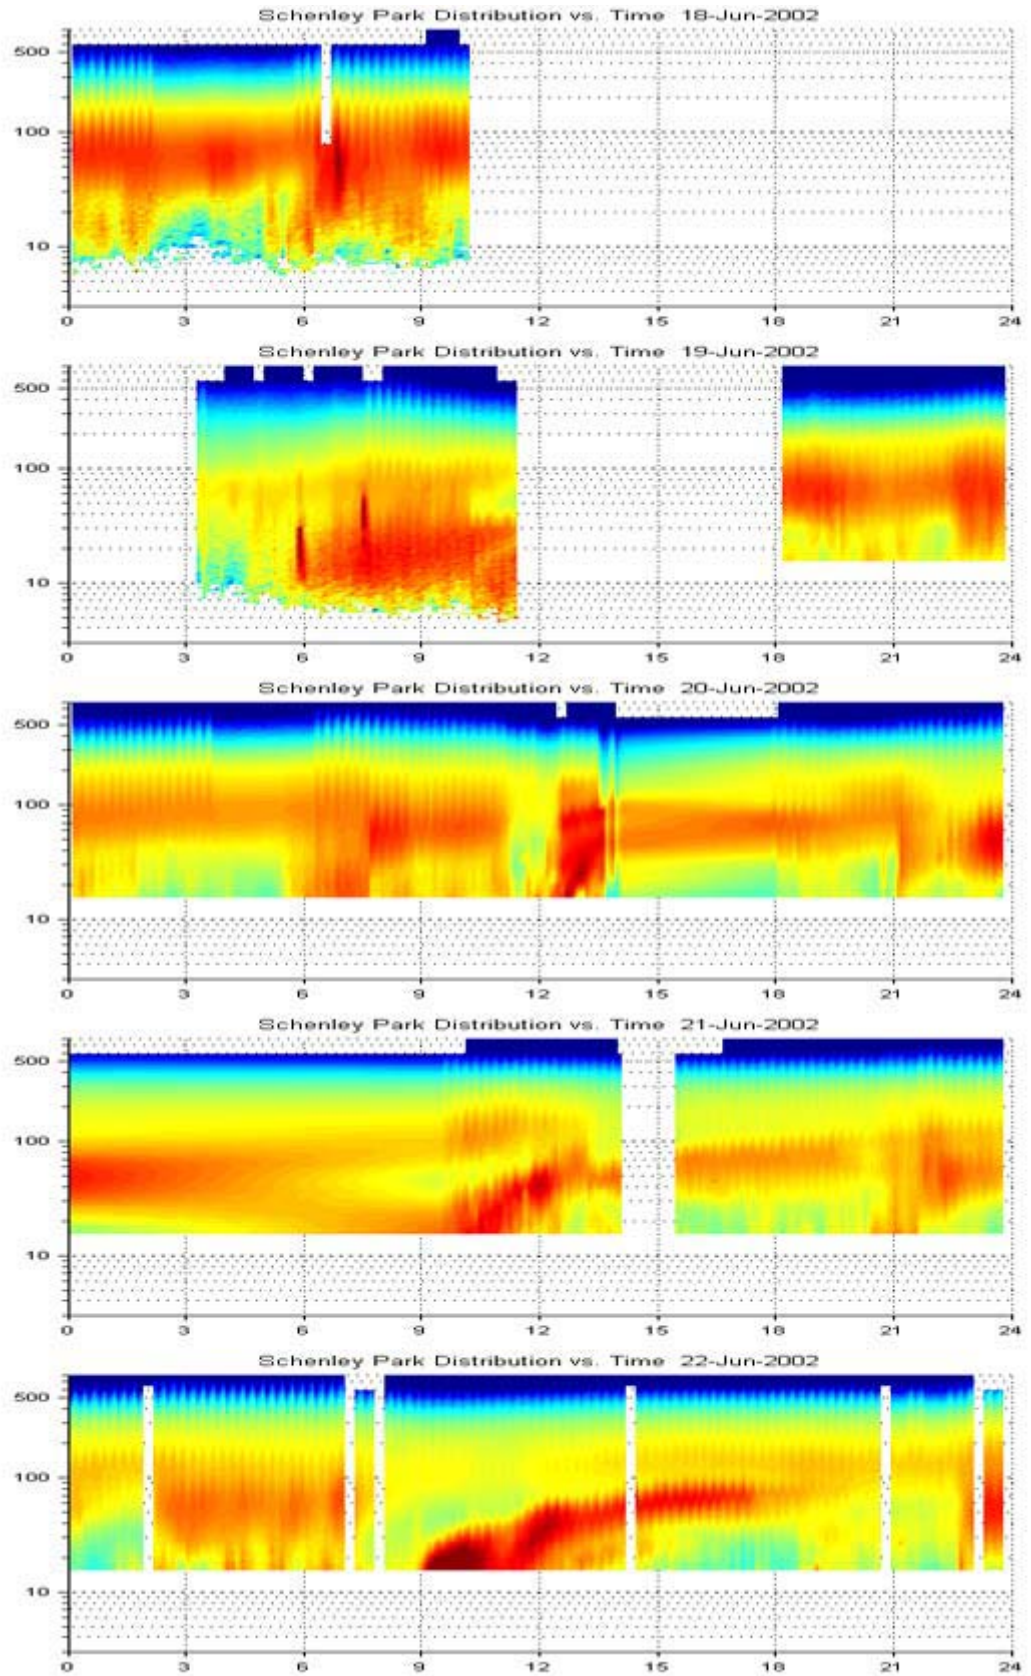 Schenley Park Distribution vs. Time 18-Jun-2002
500
100
10
0 3 6 9 12 15 18 21 24
Schenley Park Distribution vs. Time 19-Jun-2002
500
100
10
0 3 6 9 12 15 18 21 24
Schenley Park Distribution vs. Time 20-Jun-2002
500
100
10
0 3 6 9 12 15 18 21 24
Schenley Park Distribution vs. Time 21-Jun-2002
500
100
10
0 3 6 9 12 15 18 21 24
Schenley Park Distribution vs. Time 22-Jun-2002
500
100
10
0 3 6 9 12 15 18 21 24